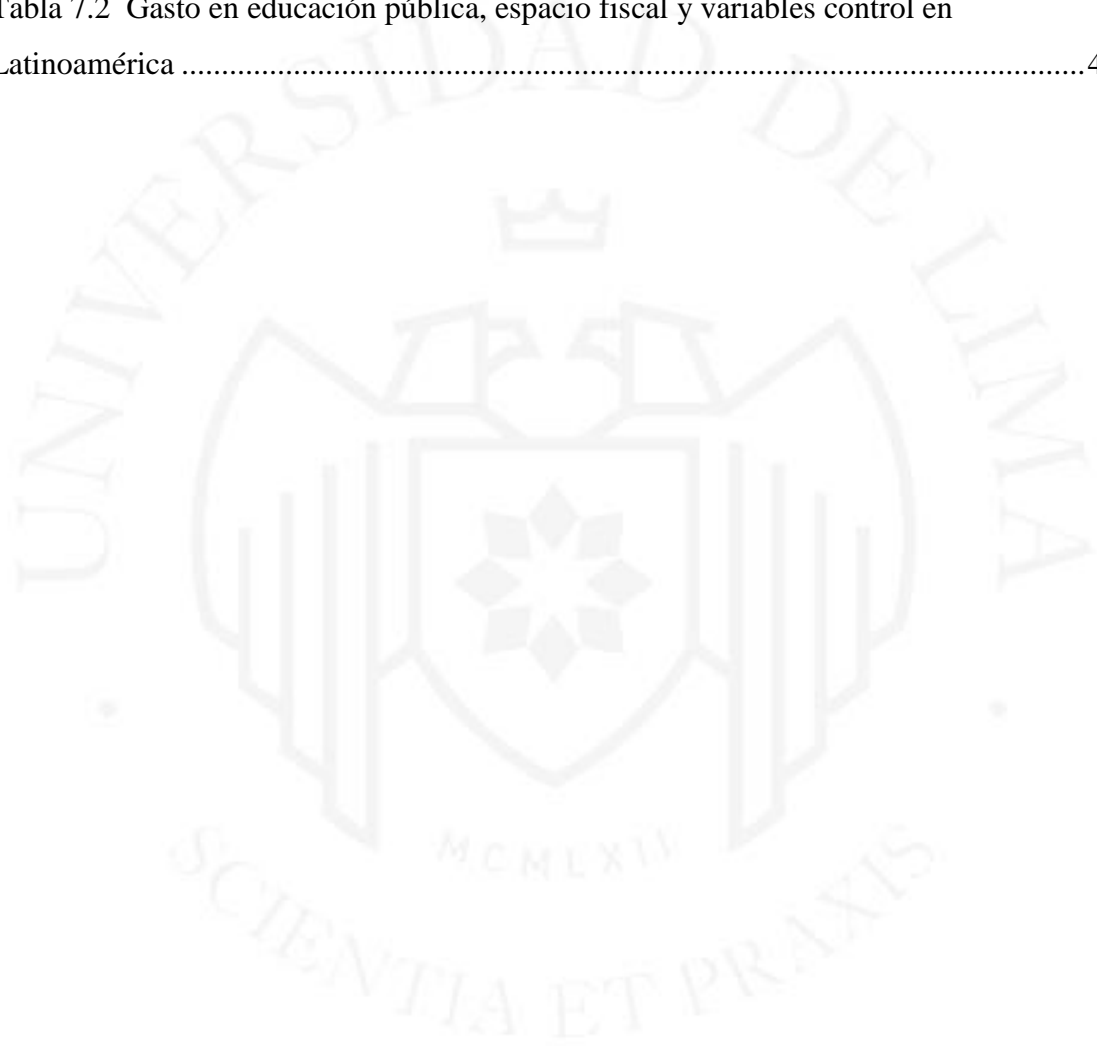 Tabla 7.2 Gasto en educación pública, espacio fiscal y variables control en
Latinoamérica ................................................................................................................4
UNIVERSIDAD DE LIMA
MCMLXII
SCIENTIA ET PRAXIS